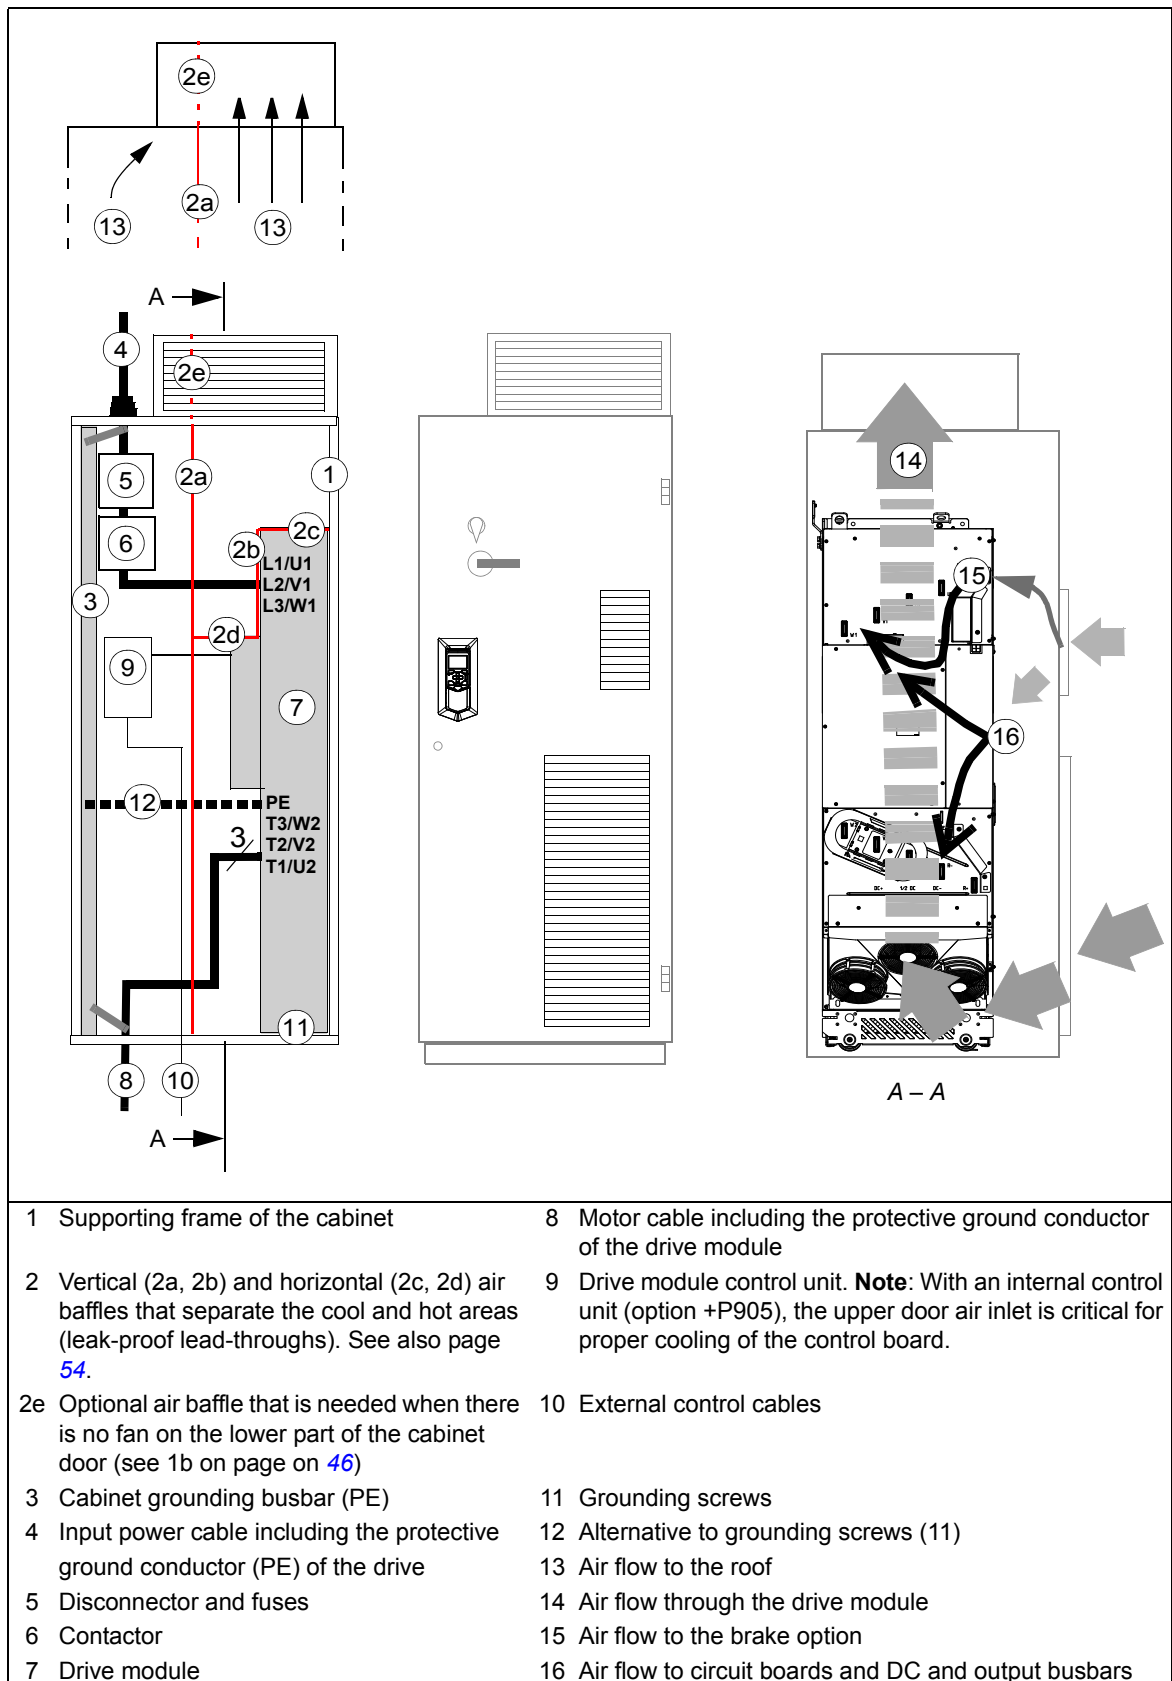 2e
2a
13
13
A
4
2e
5
2a
1
14
6
2c
2b
L1/U1
L2/V1
L3/W1
15
3
2d
9
7
16
12
PE
T3/W2
3
T2/V2
T1/U2
DC+ 1/2 DC DC- R+
11
8
10
A – A
A
1 Supporting frame of the cabinet
2 Vertical (2a, 2b) and horizontal (2c, 2d) air
baffles that separate the cool and hot areas
(leak-proof lead-throughs). See also page
54.
2e Optional air baffle that is needed when there
is no fan on the lower part of the cabinet
door (see 1b on page on 46)
3 Cabinet grounding busbar (PE)
4 Input power cable including the protective
ground conductor (PE) of the drive
5 Disconnector and fuses
6 Contactor
7 Drive module
8 Motor cable including the protective ground conductor
of the drive module
9 Drive module control unit. Note: With an internal control
unit (option +P905), the upper door air inlet is critical for
proper cooling of the control board.
10 External control cables
11 Grounding screws
12 Alternative to grounding screws (11)
13 Air flow to the roof
14 Air flow through the drive module
15 Air flow to the brake option
16 Air flow to circuit boards and DC and output busbars